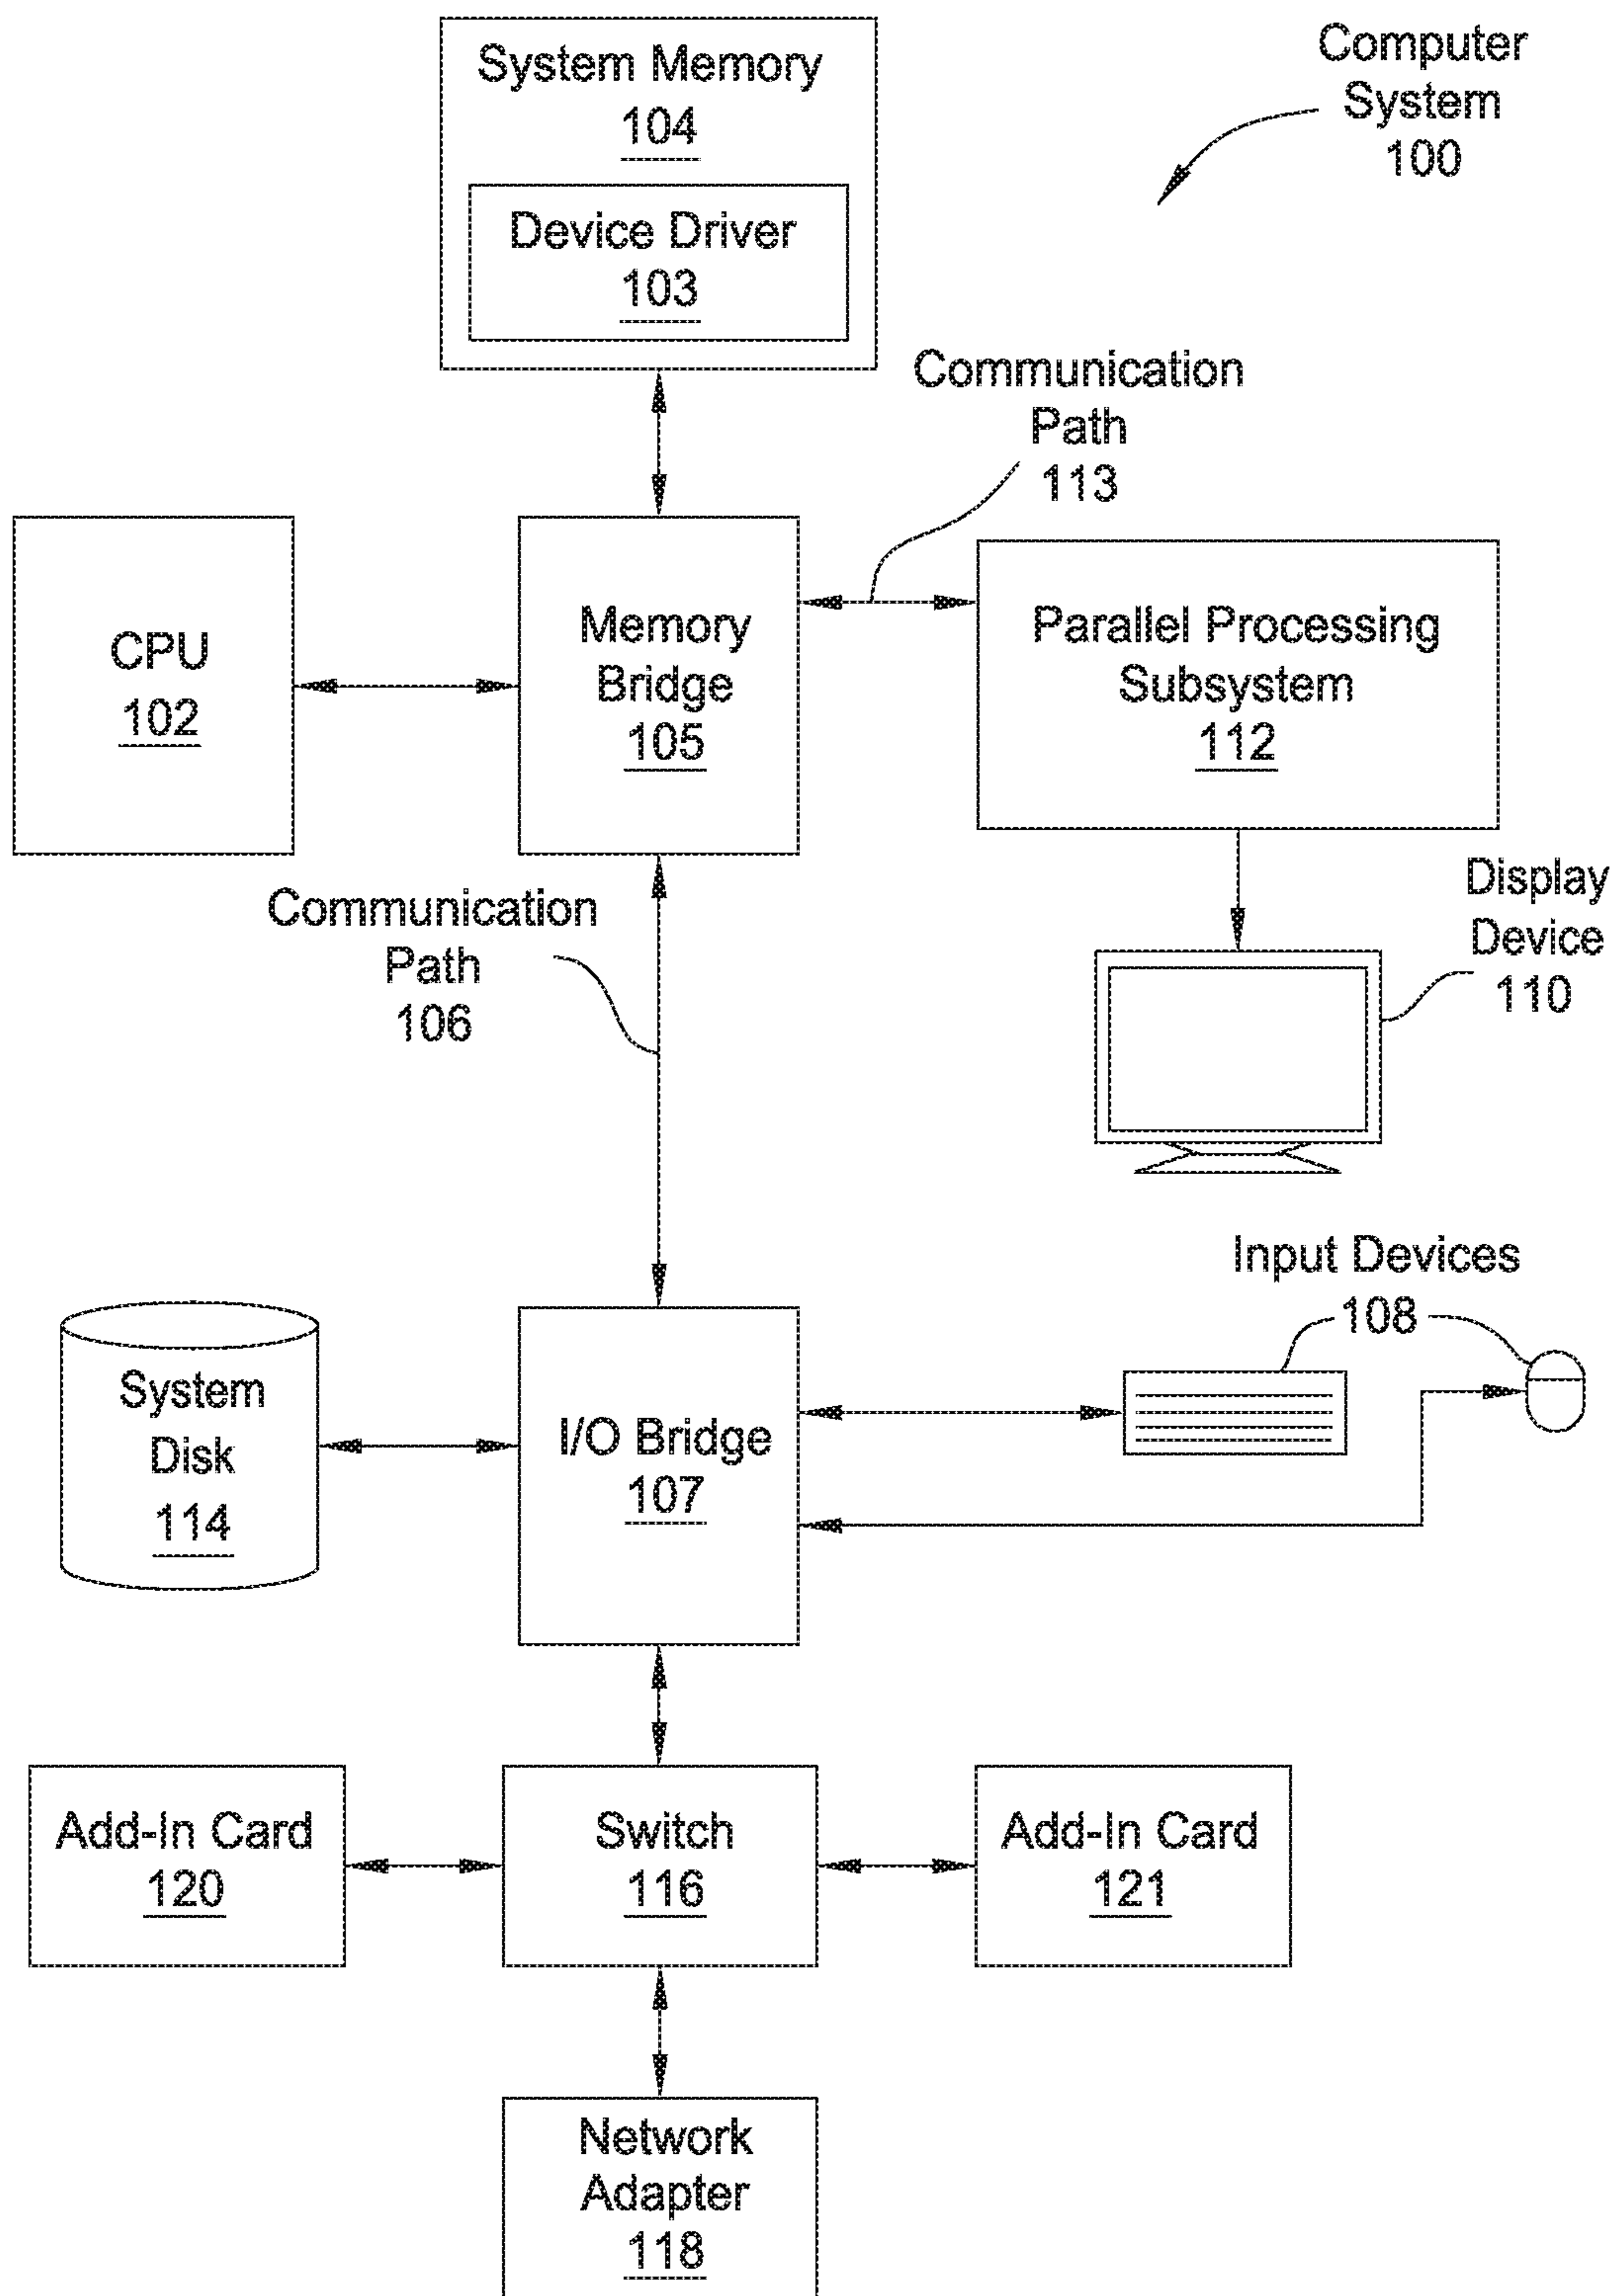 System Memory
104
Device Driver
103
Computer
System
100
Communication
Path
113
CPU
102
Memory
Bridge
105
Parallel Processing
Subsystem
112
Communication
Path
106
Display
Device
110
Input Devices
108
System
Disk
114
I/O Bridge
107
Add-In Card
120
Switch
116
Add-In Card
121
Network
Adapter
118